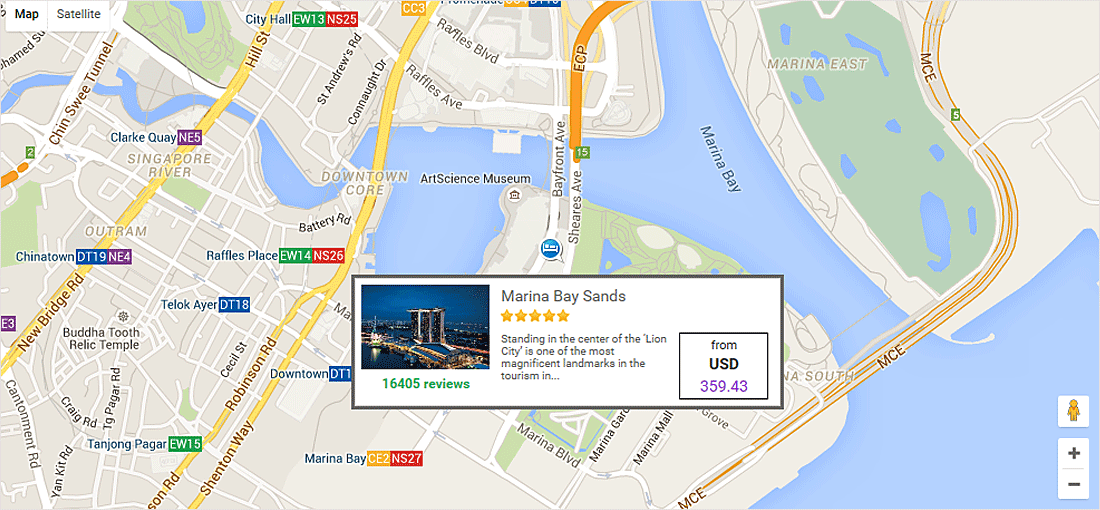 Map
Satellite
City Hall EW13 NS25
CC3
Promenade CC4 DT15
ohamed Su
Chin Swee Tunnel
Hill St
St Andrew's Rd
Connaught Dr
Raffles Blvd
Raffles Ave
ECP
MCE
MARINA EAST
5
2
Clarke Quay NE5
SINGAPORE
RIVER
DOWNTOWN
CORE
ArtScience Museum
Bayfront Ave
15
Sheares Ave
Marina Bay
OUTRAM
Battery Rd
Chinatown DT19 NE4
Raffles Place EW14 NS26
New Bridge Rd
Telok Ayer DT18
E3
Buddha Tooth
Relic Temple
Cecil St
Robinson Rd
Downtown DT1
Ma
Marina Bay Sands
Standing in the center of the 'Lion
City' is one of the most
magnificent landmarks in the
tourism in...
16405 reviews
from
USD
359.43
MCE
NA SOUTH
Cantonment Rd
Craig Rd
Tg Pagar Rd
Tanjong Pagar EW15
Yan Kit Rd
nson Rd
Shenton Way
Marina Bay CE2 NS27
Marina Blvd
Marina Gard
Marina Mall
Grove
MCE
+
−